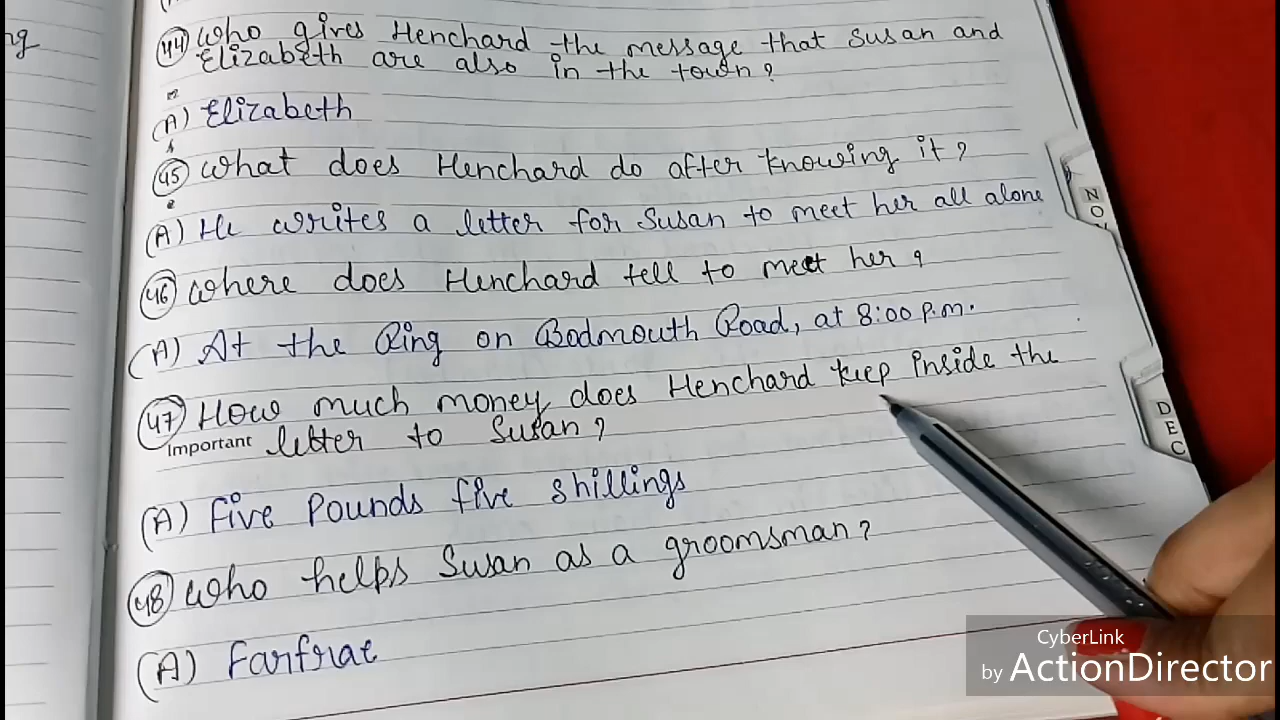 ng
44 Who gives Henchard the message that Susan and
Elizabeth are also in the town?
(A) Elizabeth
45 What does Henchard do after knowing it?
(A) He writes a letter for Susan to meet her all alone
46 Where does Henchard tell to meet her?
(A) At the Ring on Bodmouth Road, at 8:00 p.m.
47 How much money does Henchard keep inside the
Important letter to Susan?
(A) Five Pounds five shillings
48 Who helps Susan as a groomsman?
(A) Farfrae
NO
DEC
CyberLink
by ActionDirector